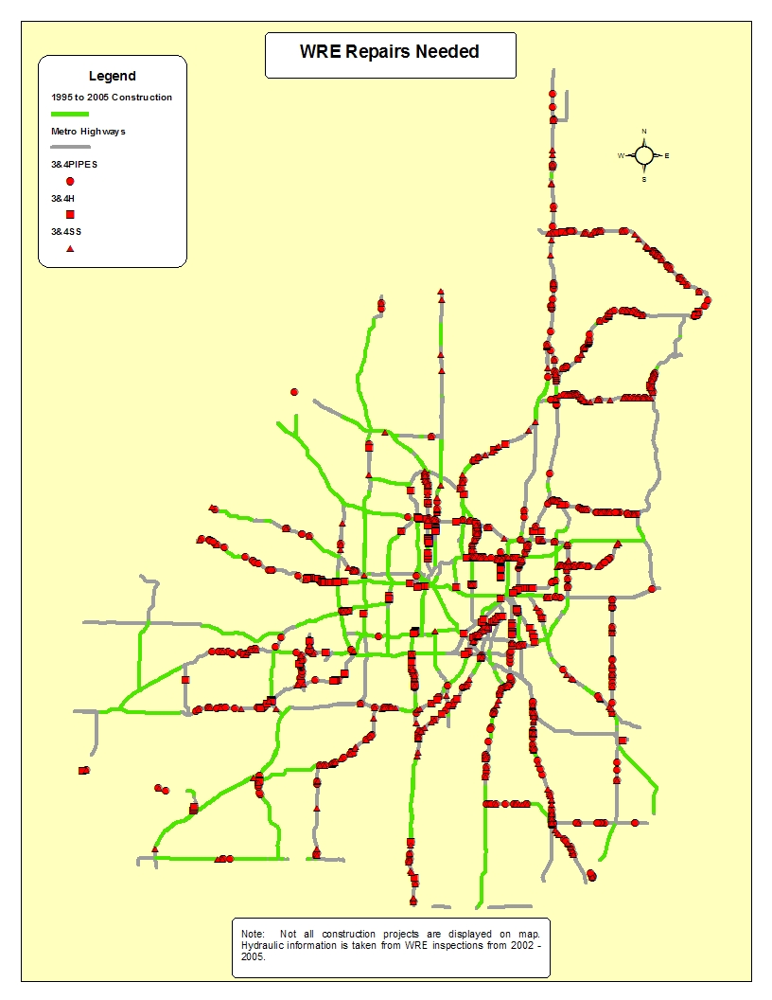 WRE Repairs Needed
Legend
1995 to 2005 Construction
Metro Highways
3&4PIPES
3&4H
3&4SS
N
W
E
S
Note: Not all construction projects are displayed on map.
Hydraulic information is taken from WRE inspections from 2002 -
2005.